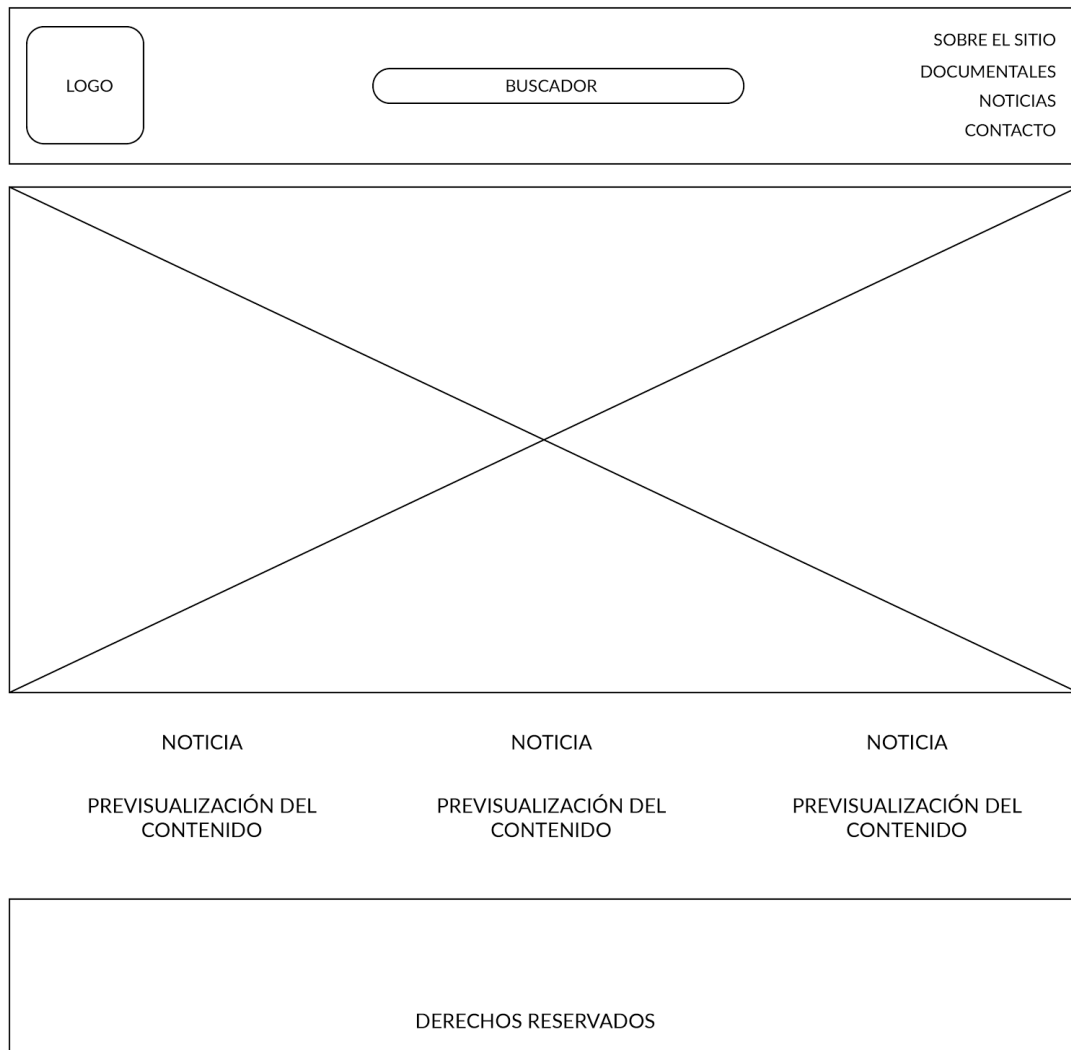 LOGO
BUSCADOR
SOBRE EL SITIO
DOCUMENTALES
NOTICIAS
CONTACTO
NOTICIA
PREVISUALIZACIÓN DEL
CONTENIDO
NOTICIA
PREVISUALIZACIÓN DEL
CONTENIDO
NOTICIA
PREVISUALIZACIÓN DEL
CONTENIDO
DERECHOS RESERVADOS